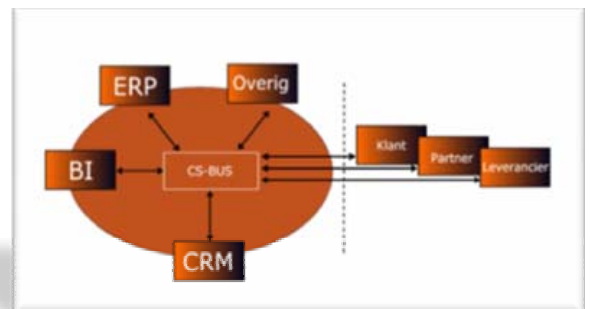 ERP
Overig
Klant
Partner
Leverancier
BI
CS-BUS
CRM